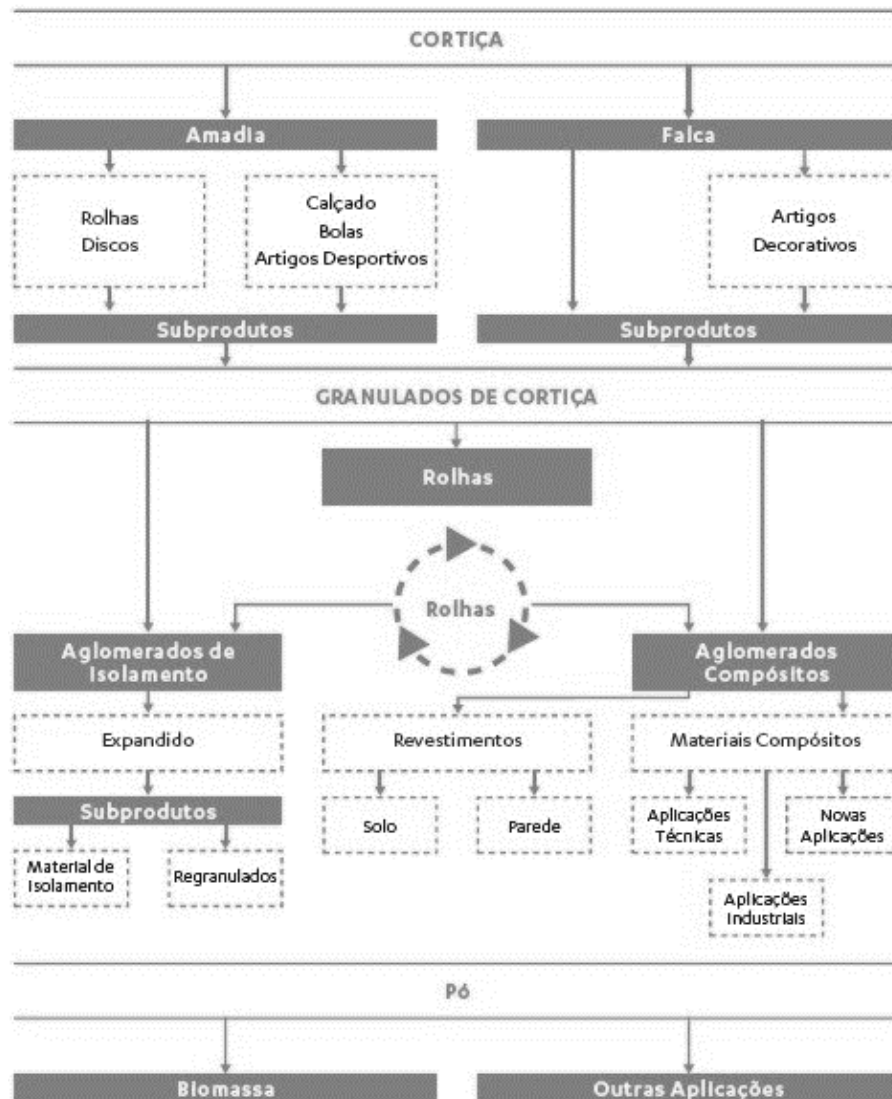 CORTIÇA
Amadia
Falca
Rolhas
Discos
Calçado
Bolas
Artigos Desportivos
Artigos
Decorativos
Subprodutos
Subprodutos
GRANULADOS DE CORTIÇA
Rolhas
Rolhas
Aglomerados de
Isolamento
Aglomerados
Compósitos
Expandido
Revestimentos
Materiais Compósitos
Subprodutos
Material de
Isolamento
Regranulados
Solo
Parede
Aplicações
Técnicas
Novas
Aplicações
Aplicações
Industriais
PÓ
Biomassa
Outras Aplicações